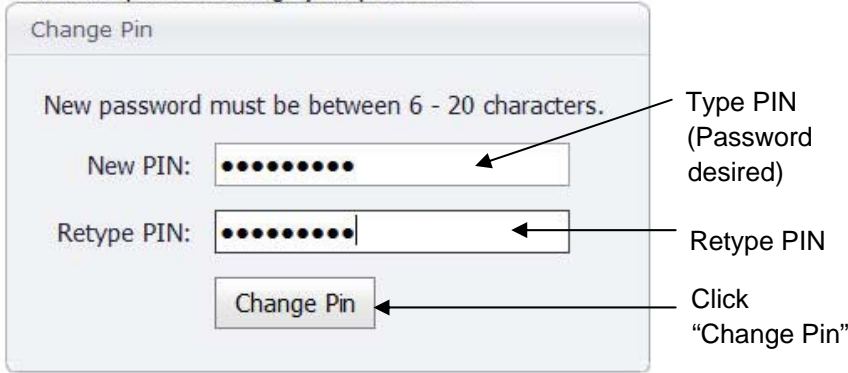 Change Pin
New password must be between 6 - 20 characters.
New PIN: ●●●●●●●●●
Retype PIN: ●●●●●●●●●
Change Pin
Type PIN
(Password
desired)
Retype PIN
Click
“Change Pin”